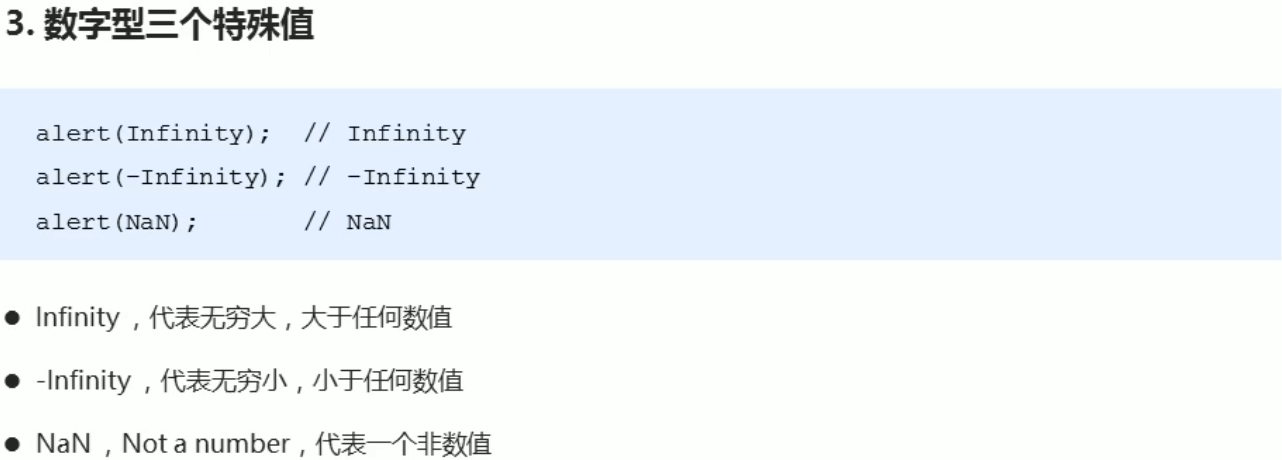 3. 数字型三个特殊值
alert(Infinity);  // Infinity
alert(-Infinity); // -Infinity
alert(NaN);       // NaN
● Infinity ，代表无穷大，大于任何数值
● -Infinity ，代表无穷小，小于任何数值
● NaN ，Not a number，代表一个非数值